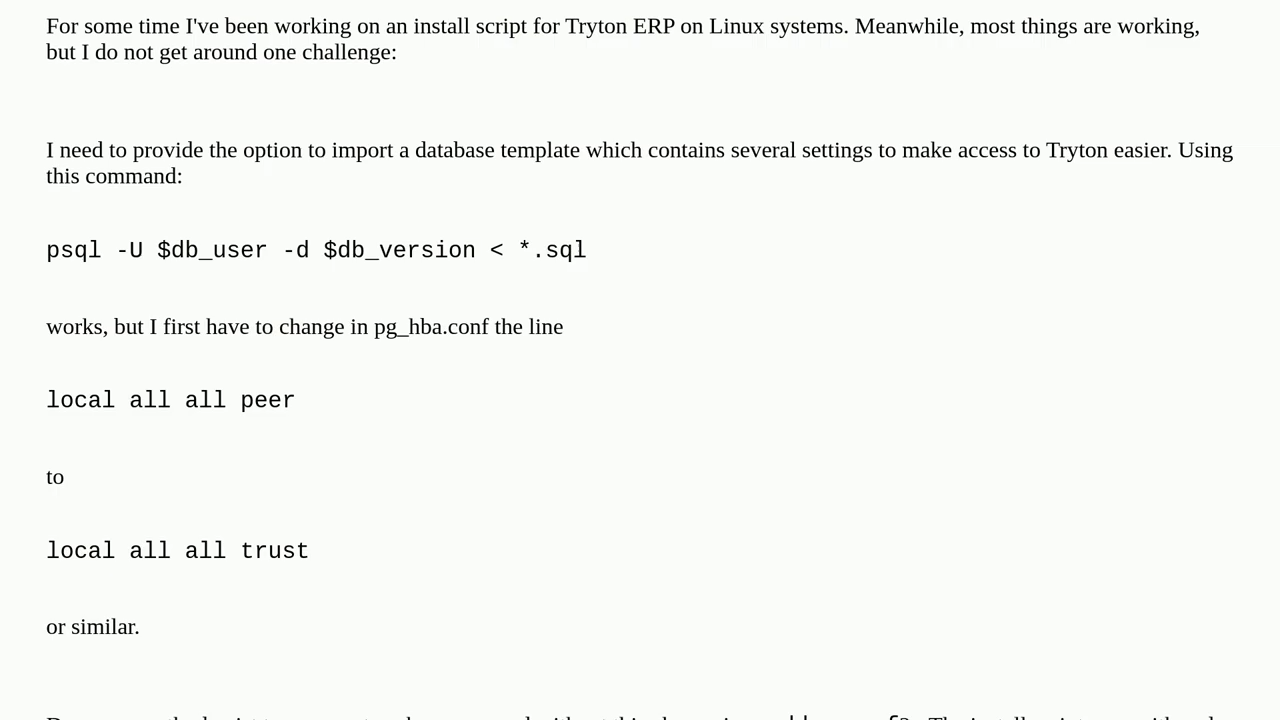 For some time I've been working on an install script for Tryton ERP on Linux systems. Meanwhile, most things are working,
but I do not get around one challenge:
I need to provide the option to import a database template which contains several settings to make access to Tryton easier. Using
this command:
psql -U $db_user -d $db_version < *.sql
works, but I first have to change in pg_hba.conf the line
local all all peer
to
local all all trust
or similar.